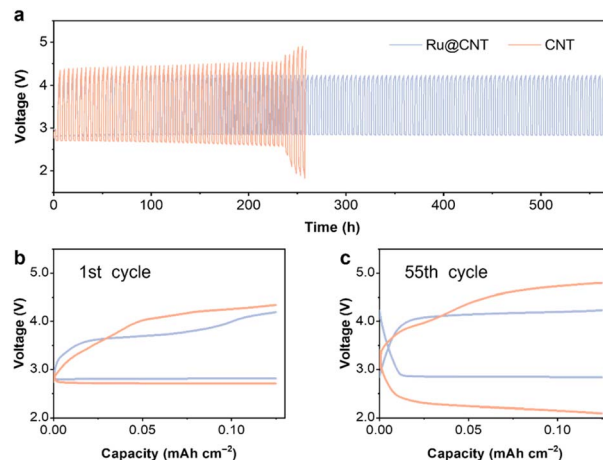 a
Ru@CNT
CNT
Voltage (V)
5
4
3
2
0
100
200
300
400
500
Time (h)
b
1st cycle
Voltage (V)
5.0
4.0
3.0
2.0
0.00
0.05
0.10
Capacity (mAh cm⁻²)
c
55th cycle
Voltage (V)
5.0
4.0
3.0
2.0
0.00
0.05
0.10
Capacity (mAh cm⁻²)